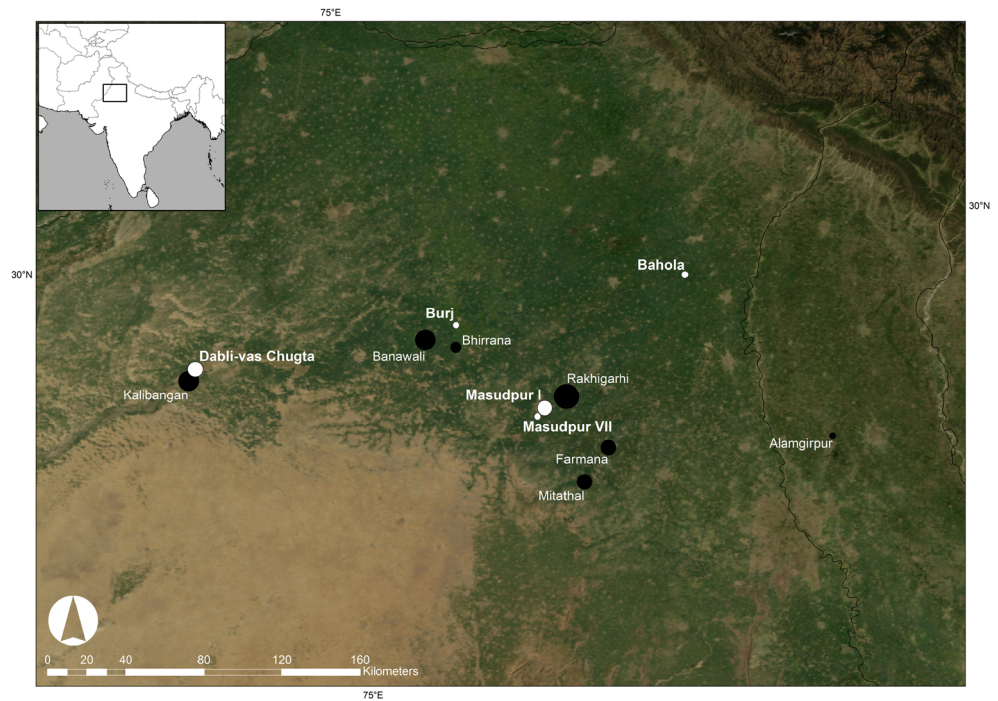 75°E
30°N
30°N
Bahola
Burj
Bhirrana
Banawali
Dabli-vas Chugta
Kalibangan
Rakhigarhi
Masudpur I
Masudpur VII
Farmana
Alamgirpur
Mitathal
0 20 40 80 120 160
Kilometers
75°E